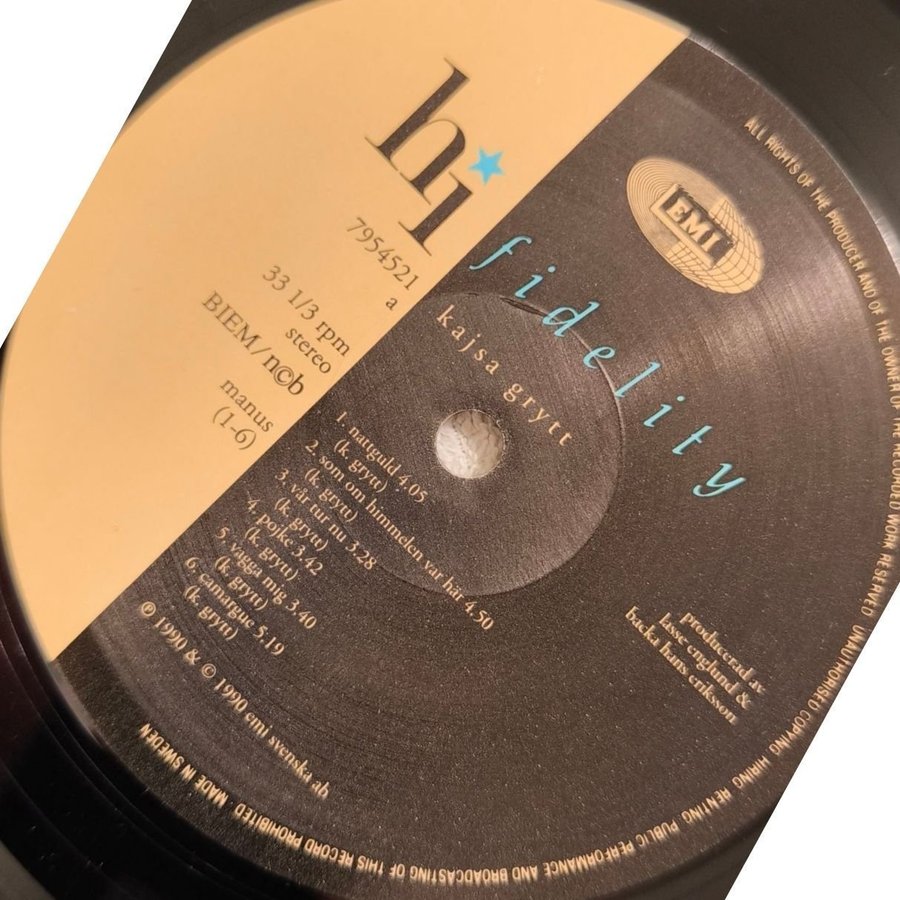 hi
fidelity
EMI
7954521
a
33 1/3 rpm
stereo
BIEM/n©b
manus
(1-6)
kajsa grytt
1. nattguld 4.05
(k. grytt)
2. som om himmelen var här 4.50
(k. grytt)
3. vår tur nu 3.28
(k. grytt)
4. pojke 3.42
(k. grytt)
5. vagga mig 3.40
(k. grytt)
6. camargue 5.19
(k. grytt)
producerad av
lasse englund &
backa hans eriksson
℗ 1990 & © 1990 emi svenska ab
ALL RIGHTS OF THE PRODUCER AND OF THE OWNER OF THE RECORDED WORK RESERVED UNAUTHORISED COPYING HIRING RENTING PUBLIC PERFORMANCE AND BROADCASTING OF THIS RECORD PROHIBITED MADE IN SWEDEN